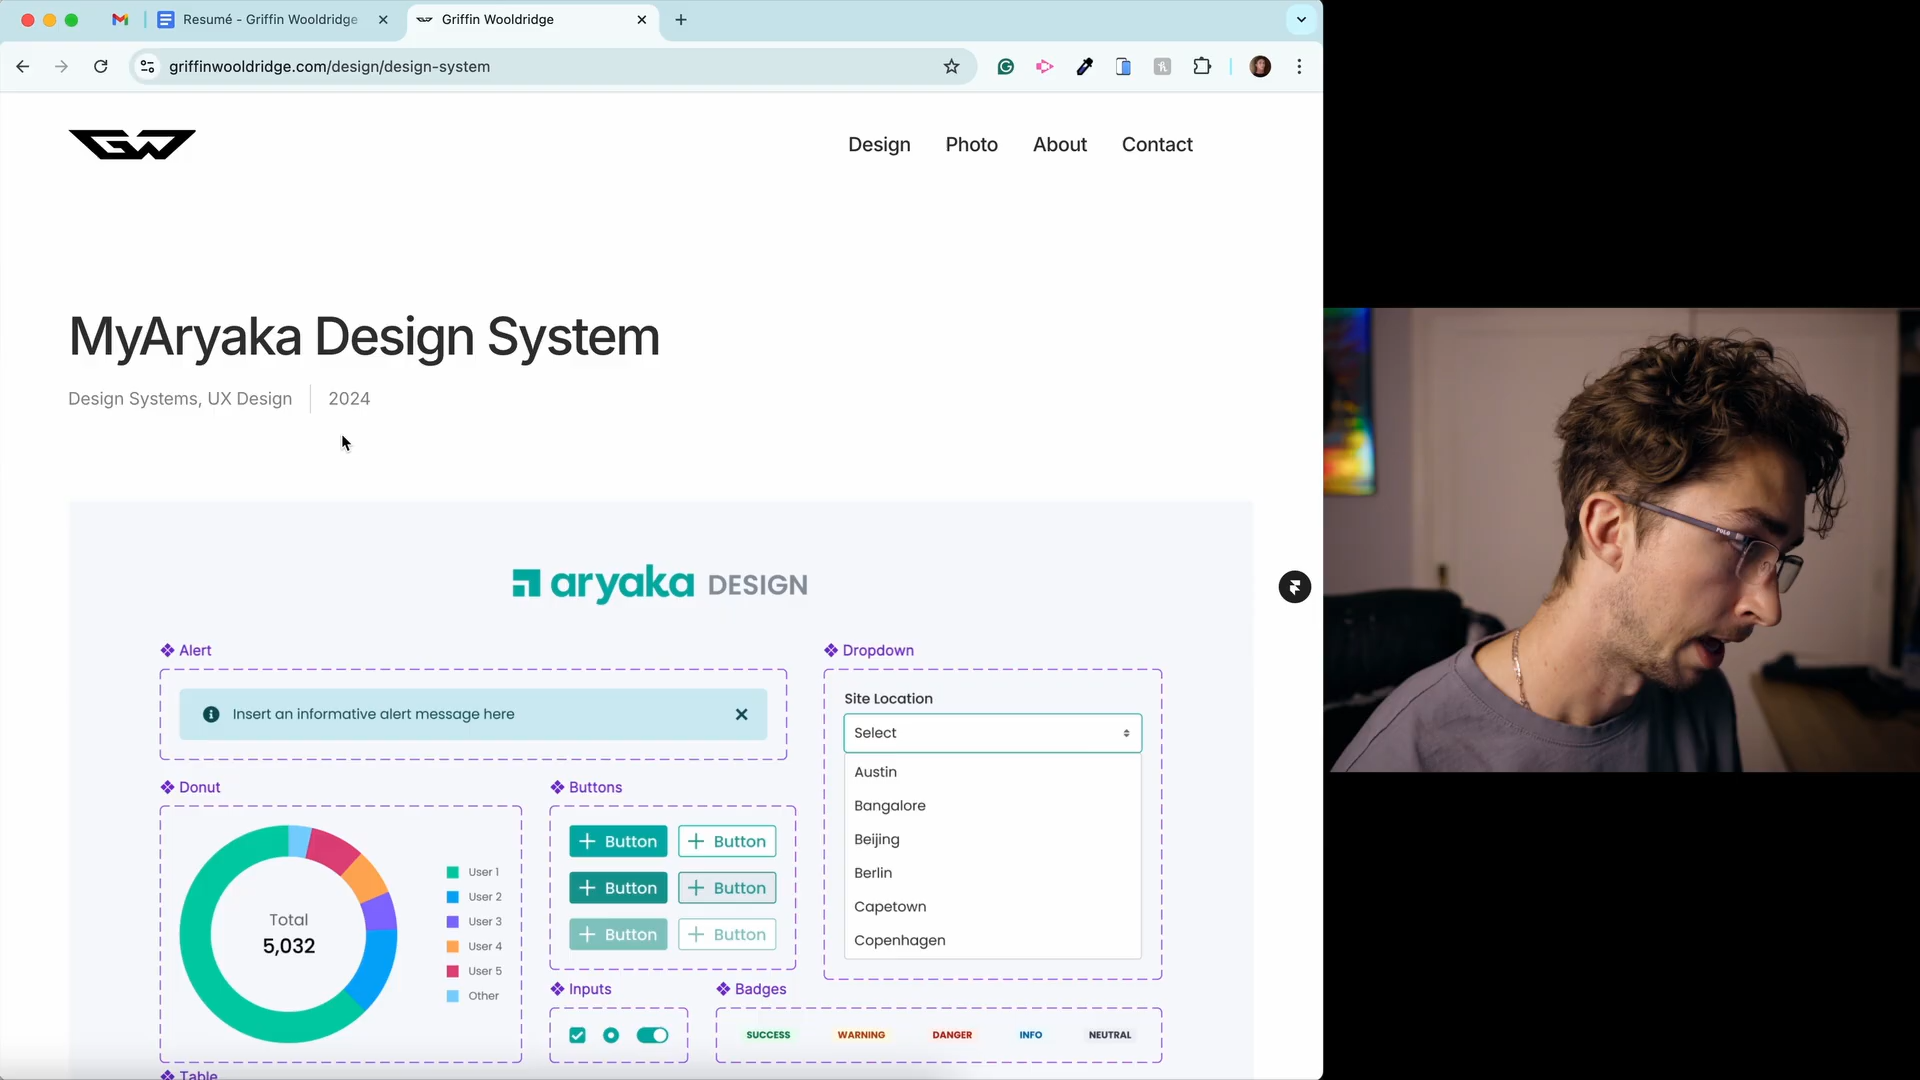 Resumé - Griffin Wooldridge
Griffin Wooldridge
griffinwooldridge.com/design/design-system
GW
Design
Photo
About
Contact
MyAryaka Design System
Design Systems, UX Design
2024
aryaka DESIGN
Alert
Insert an informative alert message here
Dropdown
Site Location
Select
Austin
Bangalore
Beijing
Berlin
Capetown
Copenhagen
Donut
Total
5,032
User 1
User 2
User 3
User 4
User 5
Other
Buttons
Button Button
Button Button
Button Button
Inputs
Badges
SUCCESS WARNING DANGER INFO NEUTRAL
Table